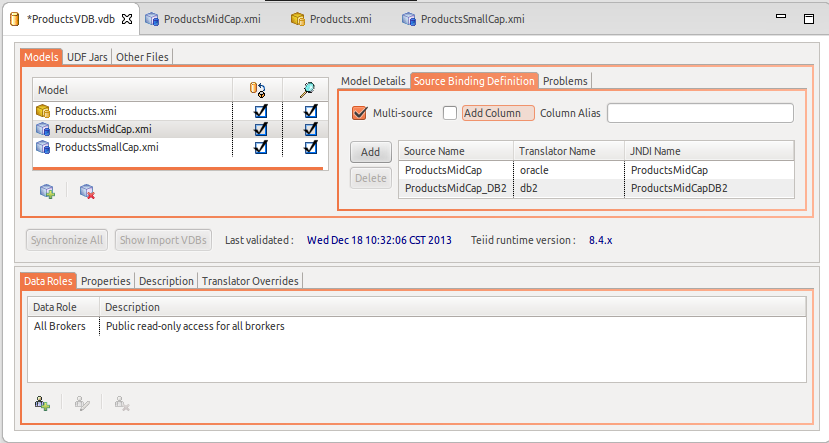 *ProductsVDB.vdb ProductsMidCap.xmi Products.xmi ProductsSmallCap.xmi
Models UDF Jars Other Files
Model
Products.xmi
ProductsMidCap.xmi
ProductsSmallCap.xmi
Model Details Source Binding Definition Problems
Multi-source Add Column Column Alias
Add
Delete
Source Name Translator Name JNDI Name
ProductsMidCap oracle ProductsMidCap
ProductsMidCap_DB2 db2 ProductsMidCapDB2
Synchronize All Show Import VDBs Last validated : Wed Dec 18 10:32:06 CST 2013 Teiid runtime version : 8.4.x
Data Roles Properties Description Translator Overrides
Data Role Description
All Brokers Public read-only access for all brorkers